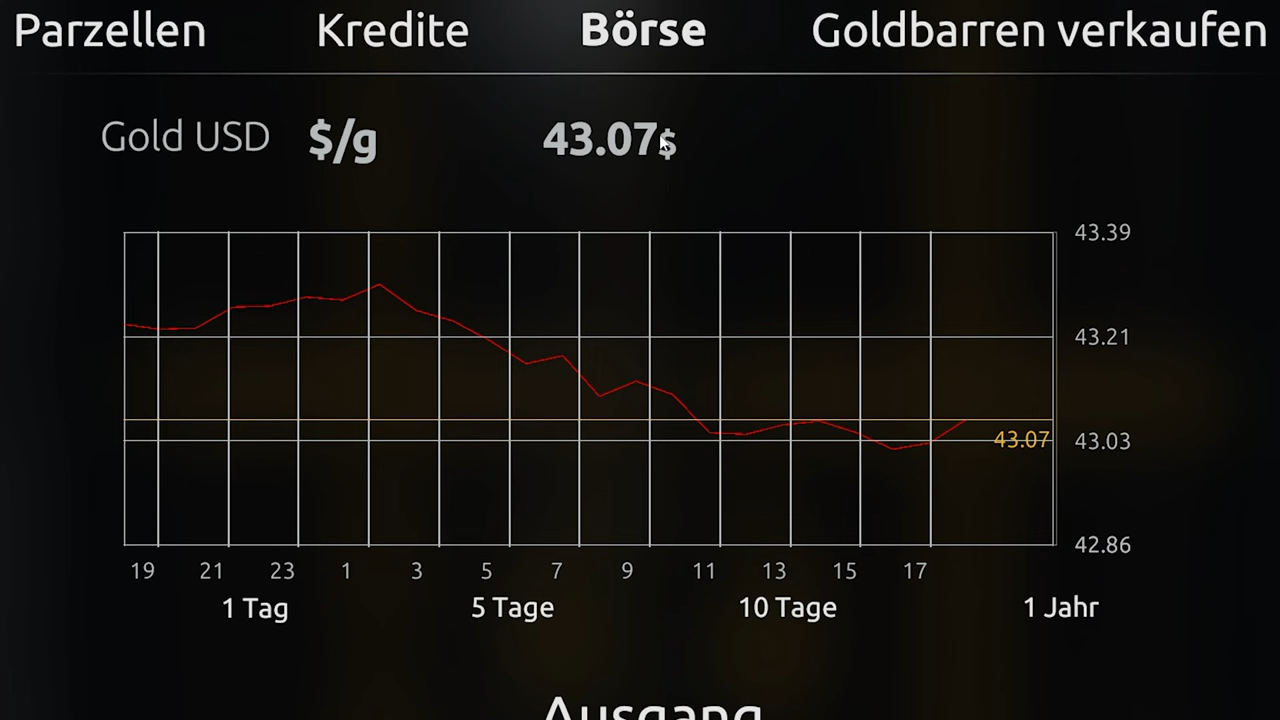 Parzellen Kredite Börse Goldbarren verkaufen
Gold USD $/g 43.07$
43.39
43.21
43.07
43.03
42.86
19 21 23 1 3 5 7 9 11 13 15 17
1 Tag 5 Tage 10 Tage 1 Jahr
Ausgang